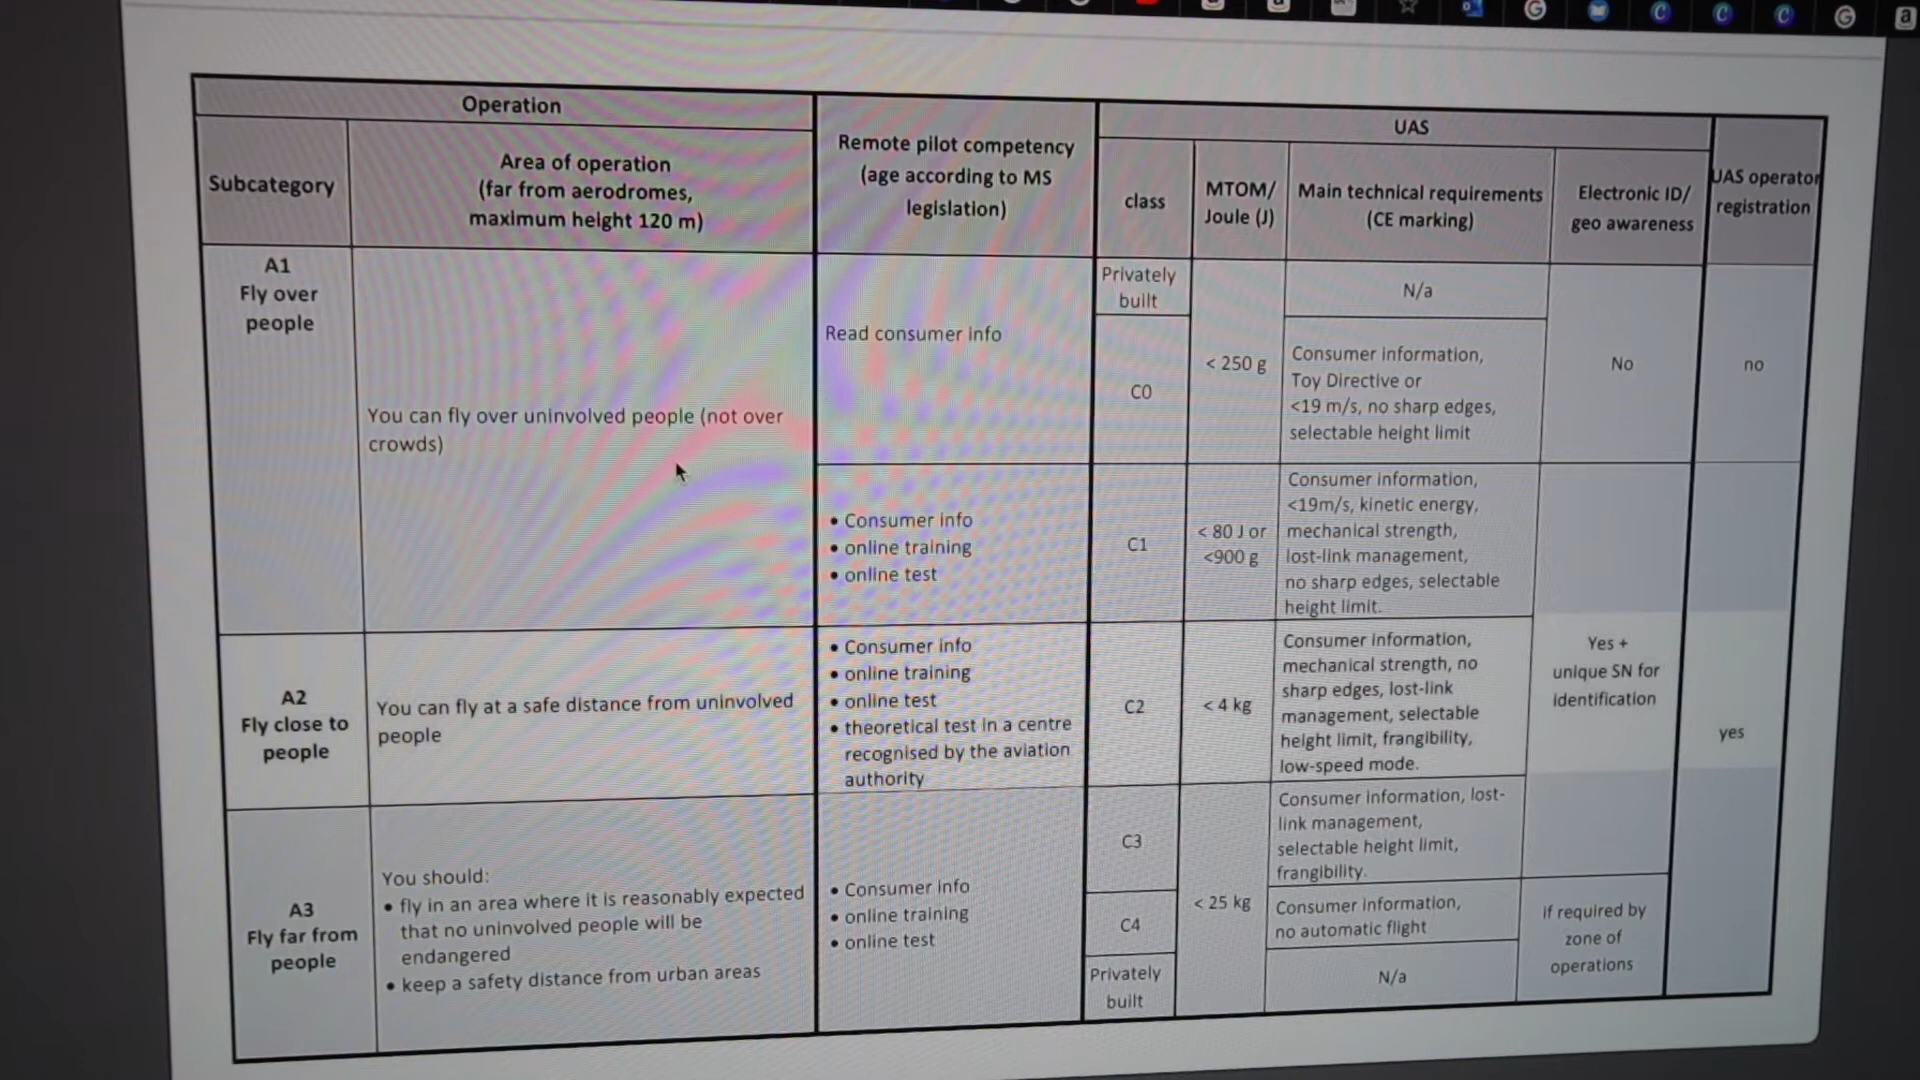 Operation
Remote pilot competency
(age according to MS
legislation)
UAS
UAS operator
registration
Subcategory
Area of operation
(far from aerodromes,
maximum height 120 m)
class
MTOM/
Joule (J)
Main technical requirements
(CE marking)
Electronic ID/
geo awareness
A1
Fly over
people
You can fly over uninvolved people (not over
crowds)
Read consumer info
Privately
built
< 250 g
N/a
No
no
C0
Consumer information,
Toy Directive or
<19 m/s, no sharp edges,
selectable height limit
• Consumer info
• online training
• online test
C1
< 80 J or
<900 g
Consumer information,
<19m/s, kinetic energy,
mechanical strength,
lost-link management,
no sharp edges, selectable
height limit.
Yes +
unique SN for
identification
yes
A2
Fly close to
people
You can fly at a safe distance from uninvolved
people
• Consumer info
• online training
• online test
• theoretical test in a centre
recognised by the aviation
authority
C2
< 4 kg
Consumer information,
mechanical strength, no
sharp edges, lost-link
management, selectable
height limit, frangibility,
low-speed mode.
A3
Fly far from
people
You should:
• fly in an area where it is reasonably expected
that no uninvolved people will be
endangered
• keep a safety distance from urban areas
• Consumer info
• online training
• online test
C3
< 25 kg
Consumer information, lost-
link management,
selectable height limit,
frangibility.
C4
Consumer information,
no automatic flight
if required by
zone of
operations
Privately
built
N/a